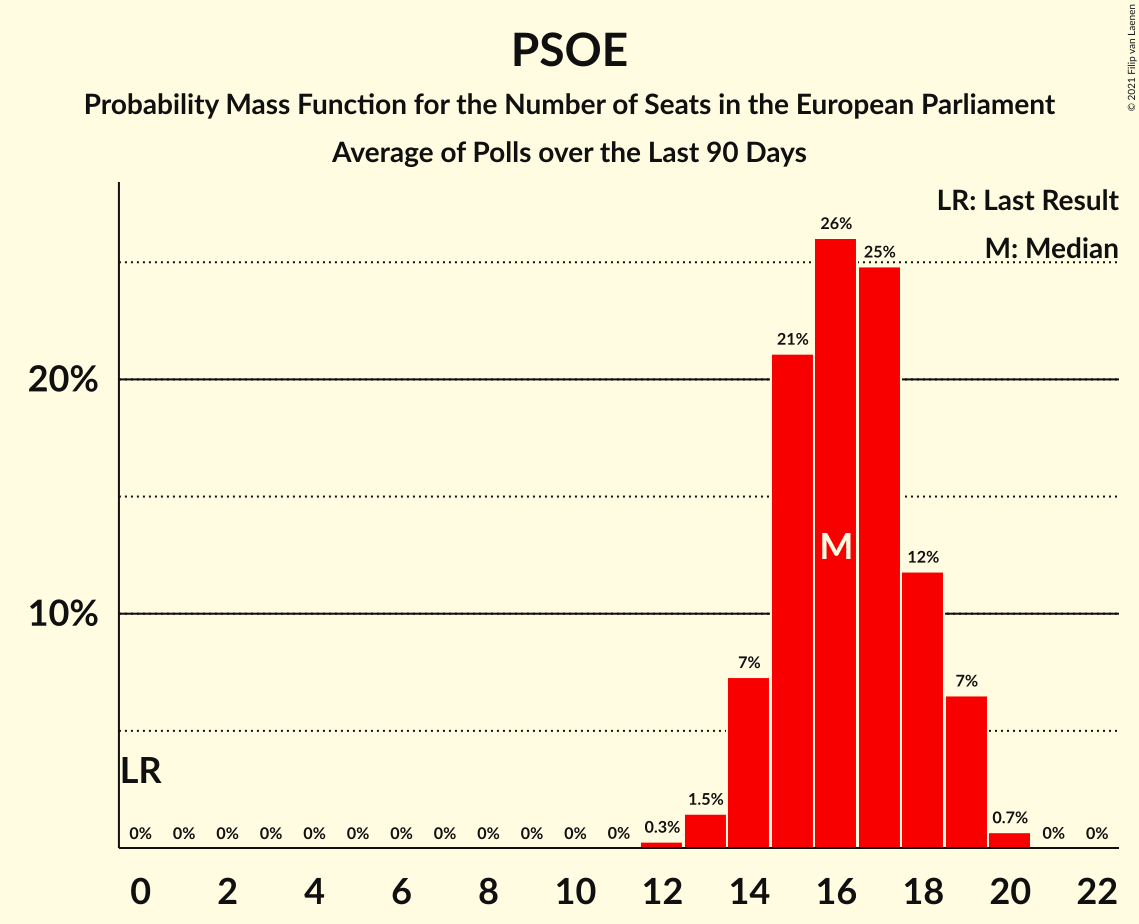 PSOE
Probability Mass Function for the Number of Seats in the European Parliament
Average of Polls over the Last 90 Days
© 2021 Filip van Laenen
LR: Last Result
M: Median
26%
25%
21%
20%
M
12%
10%
7%
7%
LR
1.5%
0.7%
0% 0% 0% 0% 0% 0% 0% 0% 0% 0% 0% 0% 0.3% 0% 0%
0 2 4 6 8 10 12 14 16 18 20 22